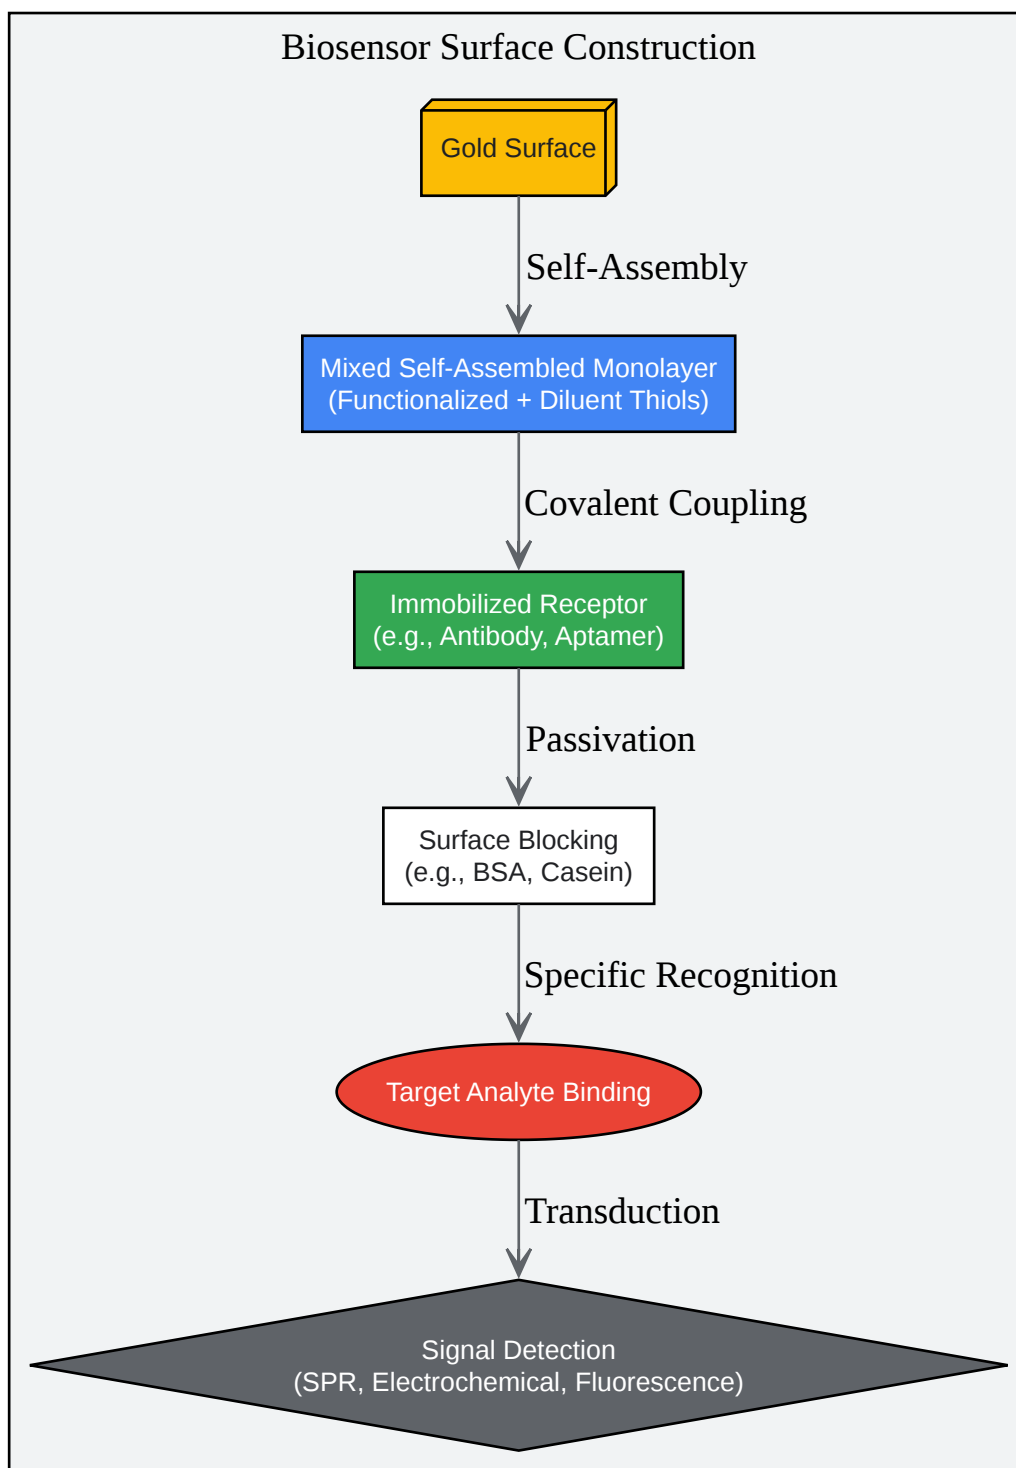 Biosensor Surface Construction
Gold Surface
Self-Assembly
Mixed Self-Assembled Monolayer
(Functionalized + Diluent Thiols)
Covalent Coupling
Immobilized Receptor
(e.g., Antibody, Aptamer)
Passivation
Surface Blocking
(e.g., BSA, Casein)
Specific Recognition
Target Analyte Binding
Transduction
Signal Detection
(SPR, Electrochemical, Fluorescence)